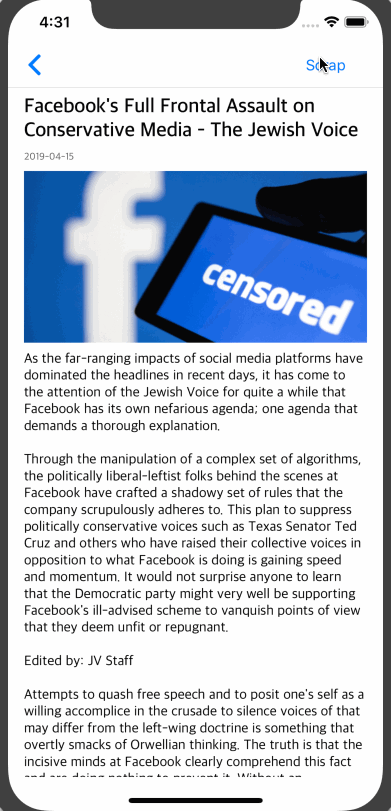 4:31
Scrap
Facebook's Full Frontal Assault on
Conservative Media - The Jewish Voice
2019-04-15
f
censored
As the far-ranging impacts of social media platforms have
dominated the headlines in recent days, it has come to
the attention of the Jewish Voice for quite a while that
Facebook has its own nefarious agenda; one agenda that
demands a thorough explanation.
Through the manipulation of a complex set of algorithms,
the politically liberal-leftist folks behind the scenes at
Facebook have crafted a shadowy set of rules that the
company scrupulously adheres to. This plan to suppress
politically conservative voices such as Texas Senator Ted
Cruz and others who have raised their collective voices in
opposition to what Facebook is doing is gaining speed
and momentum. It would not surprise anyone to learn
that the Democratic party might very well be supporting
Facebook's ill-advised scheme to vanquish points of view
that they deem unfit or repugnant.
Edited by: JV Staff
Attempts to quash free speech and to posit one's self as a
willing accomplice in the crusade to silence voices of that
may differ from the left-wing doctrine is something that
overtly smacks of Orwellian thinking. The truth is that the
incisive minds at Facebook clearly comprehend this fact
and are doing nothing to prevent it. Without an